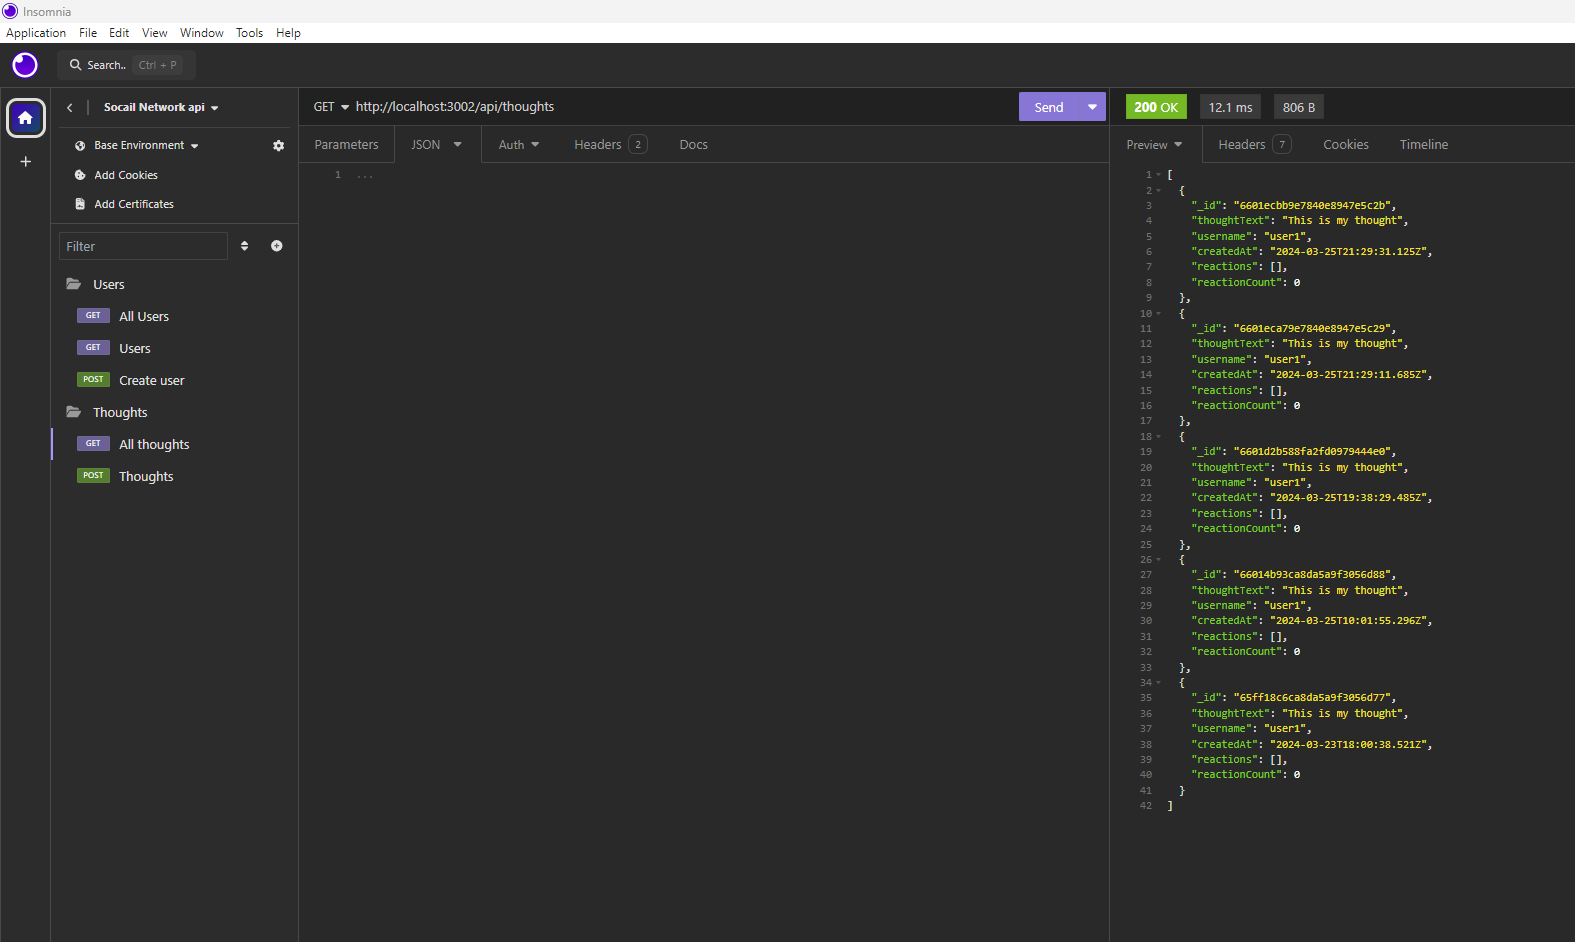 Insomnia
Application File Edit View Window Tools Help
Search.. Ctrl + P
Socail Network api
Base Environment
Add Cookies
Add Certificates
Filter
Users
GET All Users
GET Users
POST Create user
Thoughts
GET All thoughts
POST Thoughts
GET http://localhost:3002/api/thoughts Send
Parameters JSON Auth Headers 2 Docs
1 ...
200 OK 12.1 ms 806 B
Preview Headers 7 Cookies Timeline
1 [
2 {
3 "_id": "6601ecbb9e7840e8947e5c2b",
4 "thoughtText": "This is my thought",
5 "username": "user1",
6 "createdAt": "2024-03-25T21:29:31.125Z",
7 "reactions": [],
8 "reactionCount": 0
9 },
10 {
11 "_id": "6601eca79e7840e8947e5c29",
12 "thoughtText": "This is my thought",
13 "username": "user1",
14 "createdAt": "2024-03-25T21:29:11.685Z",
15 "reactions": [],
16 "reactionCount": 0
17 },
18 {
19 "_id": "6601d2b588fa2fd0979444e0",
20 "thoughtText": "This is my thought",
21 "username": "user1",
22 "createdAt": "2024-03-25T19:38:29.485Z",
23 "reactions": [],
24 "reactionCount": 0
25 },
26 {
27 "_id": "66014b93ca8da5a9f3056d88",
28 "thoughtText": "This is my thought",
29 "username": "user1",
30 "createdAt": "2024-03-25T10:01:55.296Z",
31 "reactions": [],
32 "reactionCount": 0
33 },
34 {
35 "_id": "65ff18c6ca8da5a9f3056d77",
36 "thoughtText": "This is my thought",
37 "username": "user1",
38 "createdAt": "2024-03-23T18:00:38.521Z",
39 "reactions": [],
40 "reactionCount": 0
41 }
42 ]